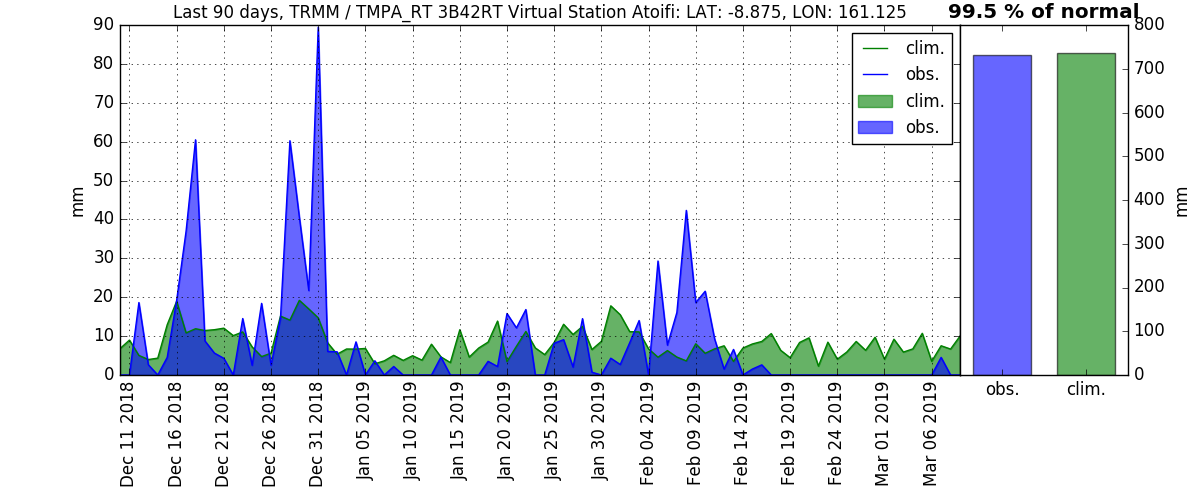 Last 90 days, TRMM / TMPA_RT 3B42RT Virtual Station Atoifi: LAT: -8.875, LON: 161.125
99.5 % of normal
90
80
70
60
50
40
30
20
10
0
mm
clim.
obs.
clim.
obs.
Dec 11 2018
Dec 16 2018
Dec 21 2018
Dec 26 2018
Dec 31 2018
Jan 05 2019
Jan 10 2019
Jan 15 2019
Jan 20 2019
Jan 25 2019
Jan 30 2019
Feb 04 2019
Feb 09 2019
Feb 14 2019
Feb 19 2019
Feb 24 2019
Mar 01 2019
Mar 06 2019
800
700
600
500
400
300
200
100
0
mm
obs.
clim.